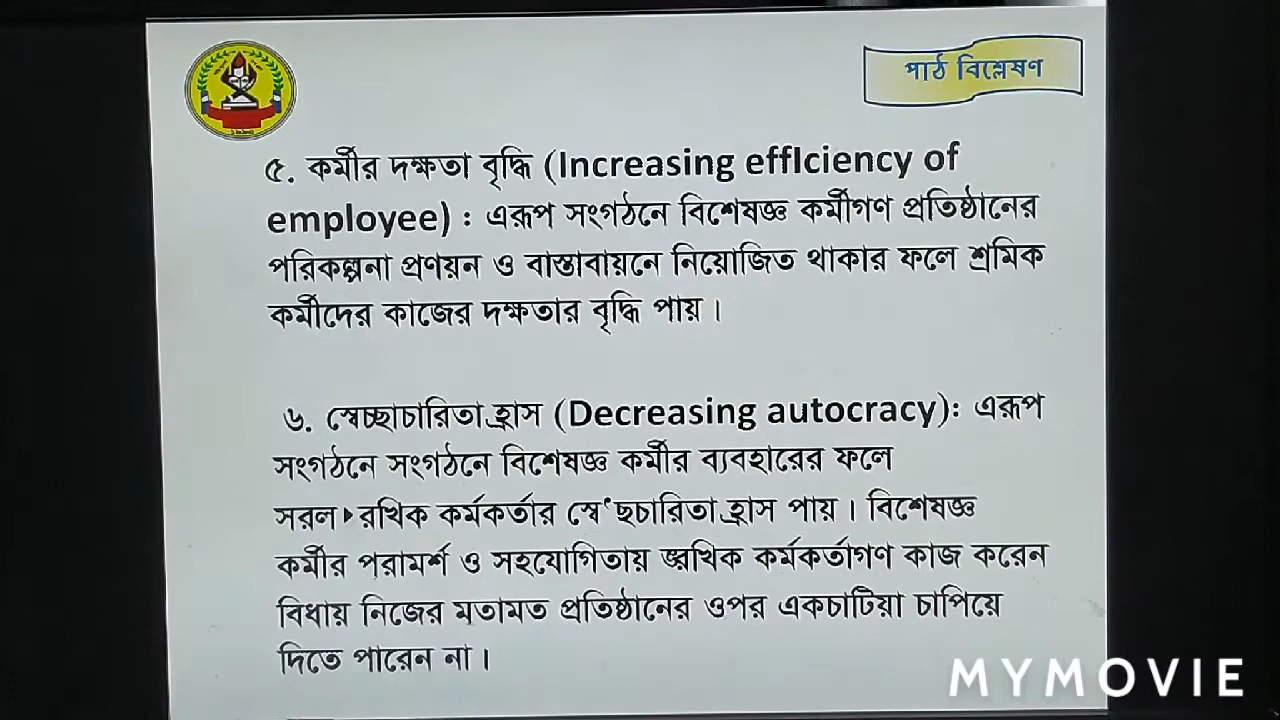 পাঠ বিশ্লেষণ
৫. কর্মীর দক্ষতা বৃদ্ধি (Increasing effIciency of
employee) : এরূপ সংগঠনে বিশেষজ্ঞ কর্মীগণ প্রতিষ্ঠানের
পরিকল্পনা প্রণয়ন ও বাস্তাবায়নে নিয়োজিত থাকার ফলে শ্রমিক
কর্মীদের কাজের দক্ষতার বৃদ্ধি পায় ।
৬. স্বেচ্ছাচারিতা হ্রাস (Decreasing autocracy): এরূপ
সংগঠনে সংগঠনে বিশেষজ্ঞ কর্মীর ব্যবহারের ফলে
সরল রখিক কর্মকর্তার স্বে‘ছচারিতা হ্রাস পায় । বিশেষজ্ঞ
কর্মীর পরামর্শ ও সহযোগিতায় কর্মকর্তাগণ কাজ করেন
বিধায় নিজের মতামত প্রতিষ্ঠানের ওপর একচাটিয়া চাপিয়ে
দিতে পারেন না ।
MYMOVIE